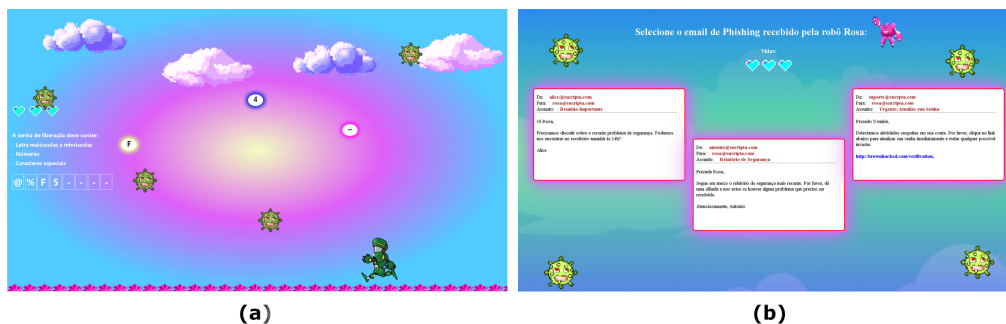 4
~
F
A senha de liberação deve conter:
- Letra maiúsculas e minúsculas
- Números
- Caracteres especiais
@ % F 5 - - - -
(a)
Selecione o email de Phishing recebido pela robô Rosa:
Vidas:
De: alice@encripta.com
Para: rosa@encripta.com
Assunto: Reunião Importante
Oi Rosa,
Precisamos discutir sobre o recente problema de segurança. Podemos
nos encontrar no escritório amanhã às 14h?
Alice
De: antonio@encripta.com
Para: rosa@encripta.com
Assunto: Relatório de Segurança
Prezada Rosa,
Segue em anexo o relatório de segurança mais recente. Por favor, dê
uma olhada e nos avise se houver algum problema que precise ser
resolvido.
Atenciosamente, Antonio
De: suporte@encripta.com
Para: rosa@encripta.com
Assunto: Urgente: Atualize sua Senha
Prezado Usuário,
Detectamos atividades suspeitas em sua conta. Por favor, clique no link
abaixo para atualizar sua senha imediatamente e evitar qualquer possível
invasão.
(b)